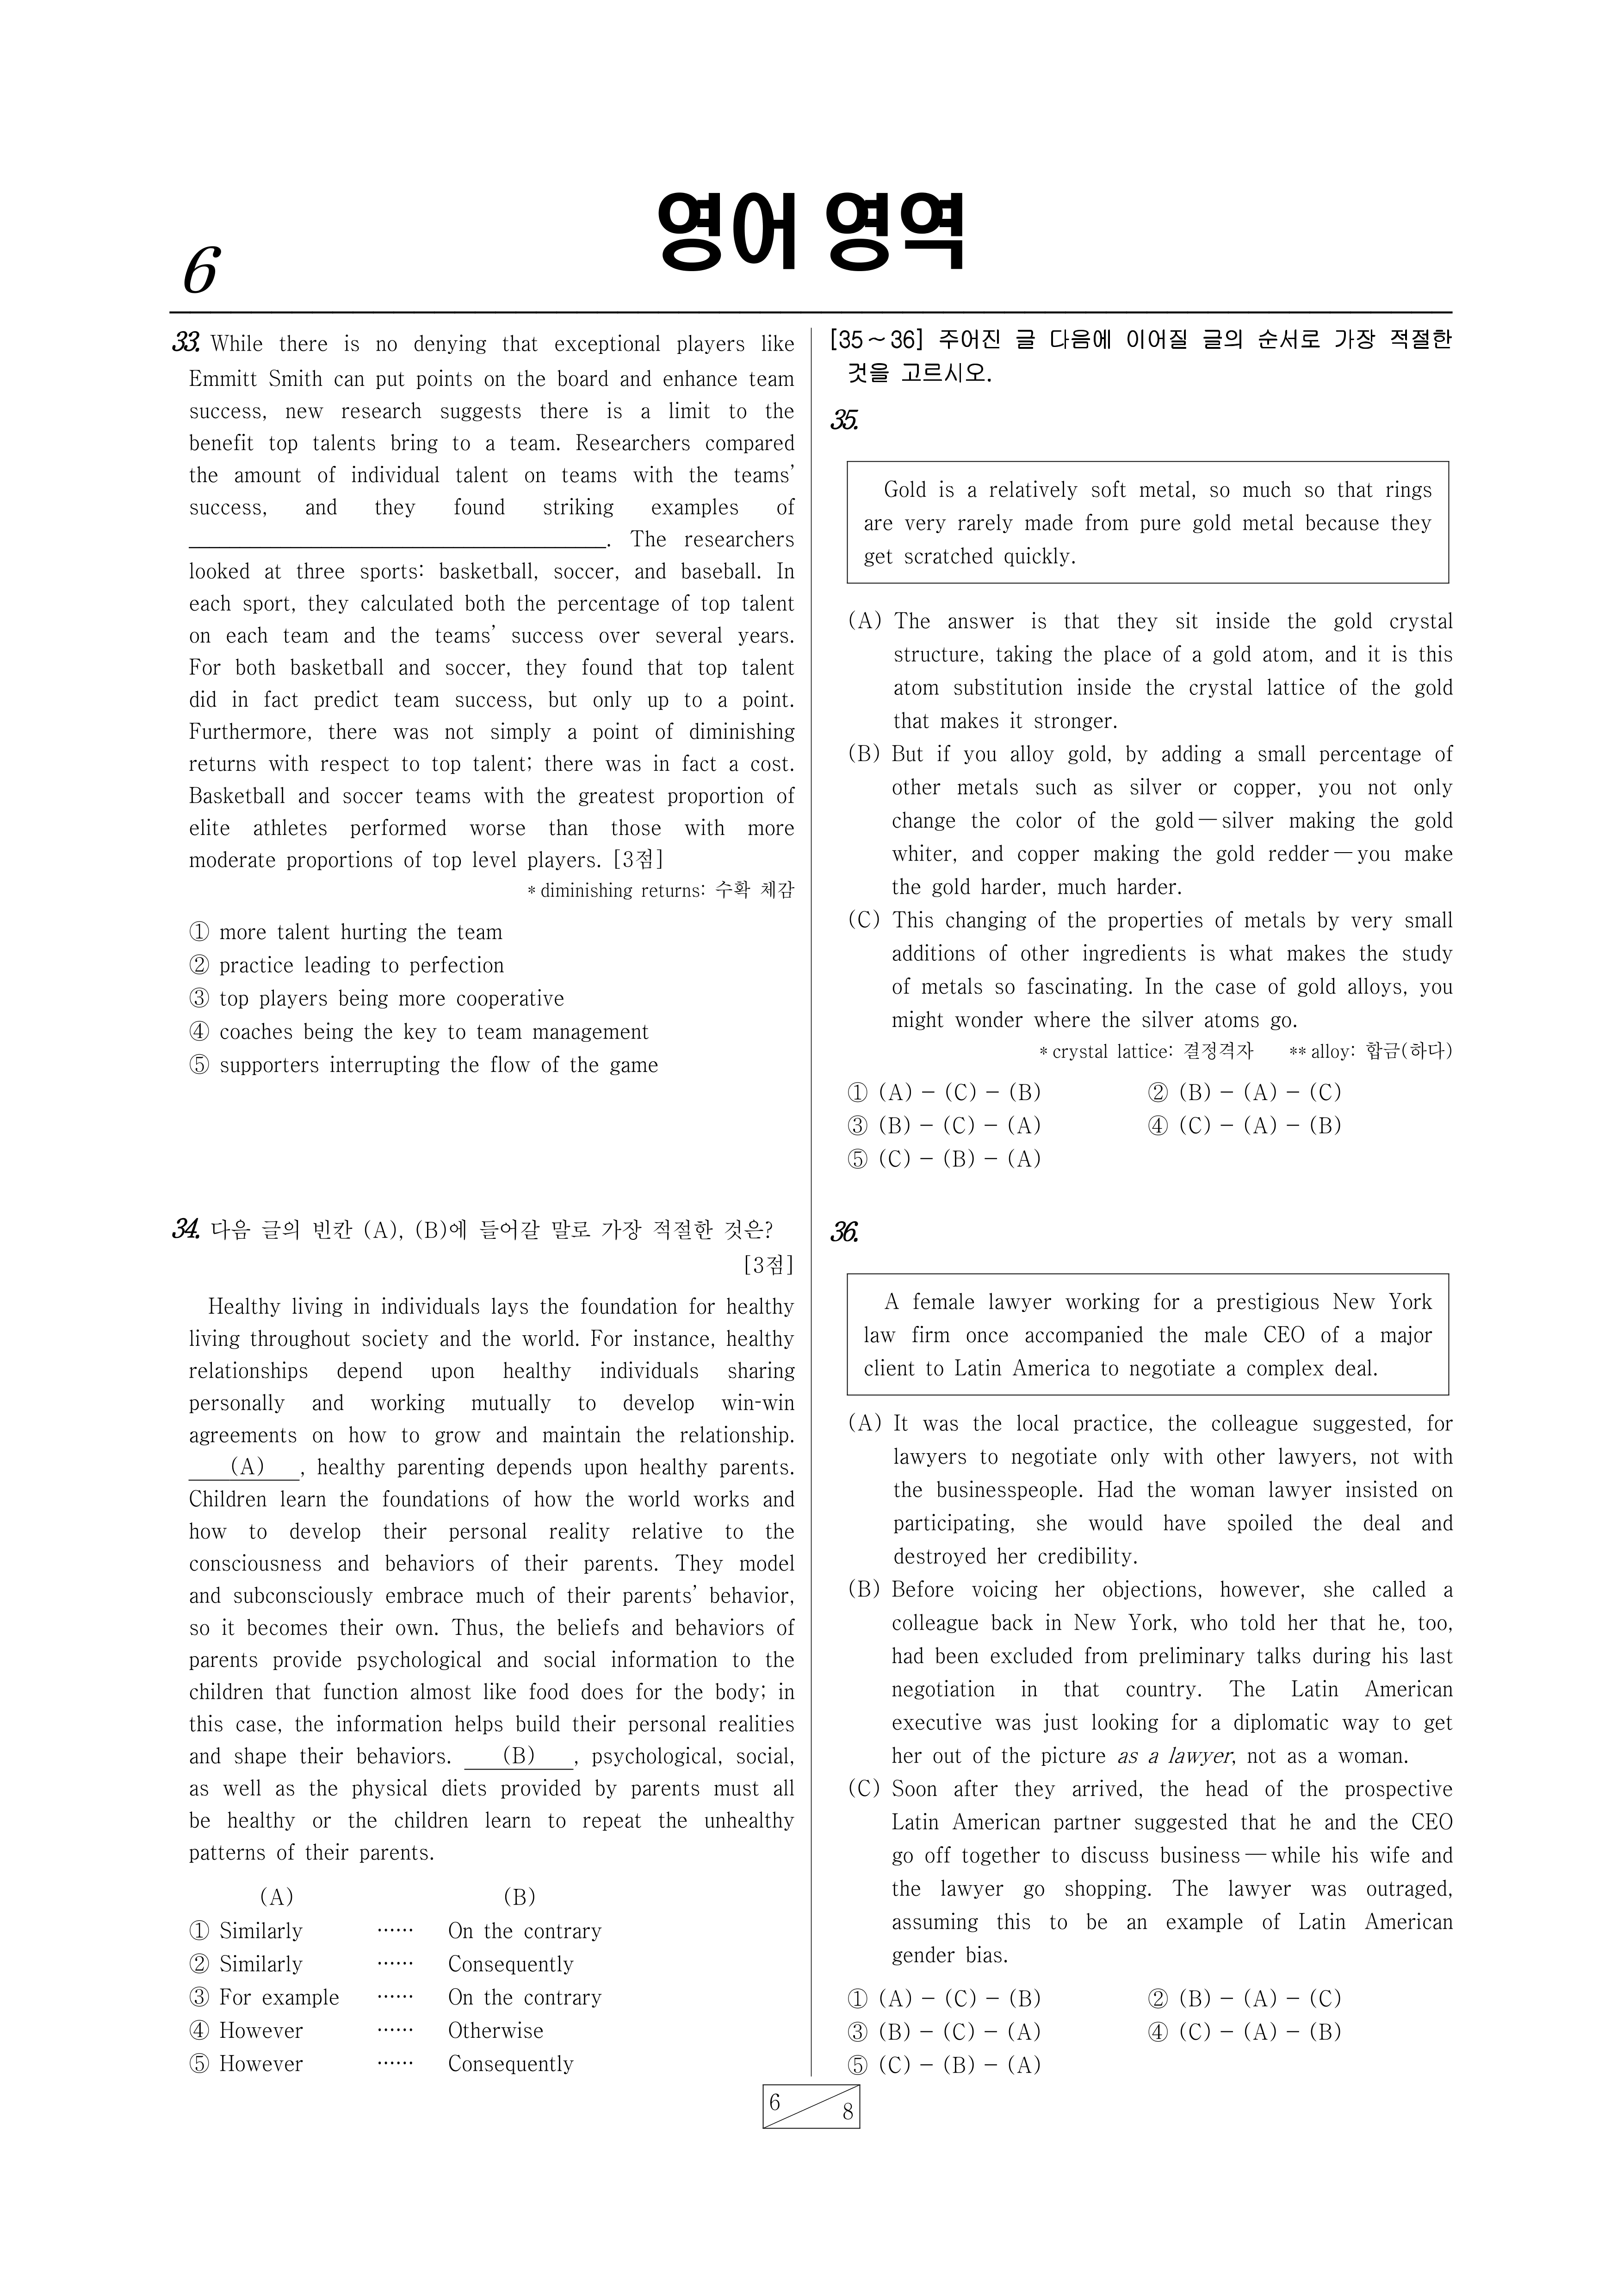 영어 영역
6
33. While there is no denying that exceptional players like
Emmitt Smith can put points on the board and enhance team
success, new research suggests there is a limit to the
benefit top talents bring to a team. Researchers compared
the amount of individual talent on teams with the teams'
success, and they found striking examples of
____________. The researchers
looked at three sports: basketball, soccer, and baseball. In
each sport, they calculated both the percentage of top talent
on each team and the teams' success over several years.
For both basketball and soccer, they found that top talent
did in fact predict team success, but only up to a point.
Furthermore, there was not simply a point of diminishing
returns with respect to top talent; there was in fact a cost.
Basketball and soccer teams with the greatest proportion of
elite athletes performed worse than those with more
moderate proportions of top level players. [3점]
* diminishing returns: 수확 체감
① more talent hurting the team
② practice leading to perfection
③ top players being more cooperative
④ coaches being the key to team management
⑤ supporters interrupting the flow of the game
34. 다음 글의 빈칸 (A), (B)에 들어갈 말로 가장 적절한 것은?
[3점]
Healthy living in individuals lays the foundation for healthy
living throughout society and the world. For instance, healthy
relationships depend upon healthy individuals sharing
personally and working mutually to develop win-win
agreements on how to grow and maintain the relationship.
(A) , healthy parenting depends upon healthy parents.
Children learn the foundations of how the world works and
how to develop their personal reality relative to the
consciousness and behaviors of their parents. They model
and subconsciously embrace much of their parents' behavior,
so it becomes their own. Thus, the beliefs and behaviors of
parents provide psychological and social information to the
children that function almost like food does for the body; in
this case, the information helps build their personal realities
and shape their behaviors. (B) , psychological, social,
as well as the physical diets provided by parents must all
be healthy or the children learn to repeat the unhealthy
patterns of their parents.
(A) (B)
① Similarly …… On the contrary
② Similarly …… Consequently
③ For example …… On the contrary
④ However …… Otherwise
⑤ However …… Consequently
[35~36] 주어진 글 다음에 이어질 글의 순서로 가장 적절한
것을 고르시오.
35.
Gold is a relatively soft metal, so much so that rings
are very rarely made from pure gold metal because they
get scratched quickly.
(A) The answer is that they sit inside the gold crystal
structure, taking the place of a gold atom, and it is this
atom substitution inside the crystal lattice of the gold
that makes it stronger.
(B) But if you alloy gold, by adding a small percentage of
other metals such as silver or copper, you not only
change the color of the gold — silver making the gold
whiter, and copper making the gold redder — you make
the gold harder, much harder.
(C) This changing of the properties of metals by very small
additions of other ingredients is what makes the study
of metals so fascinating. In the case of gold alloys, you
might wonder where the silver atoms go.
* crystal lattice: 결정격자 ** alloy: 합금(하다)
① (A) - (C) - (B) ② (B) - (A) - (C)
③ (B) - (C) - (A) ④ (C) - (A) - (B)
⑤ (C) - (B) - (A)
36.
A female lawyer working for a prestigious New York
law firm once accompanied the male CEO of a major
client to Latin America to negotiate a complex deal.
(A) It was the local practice, the colleague suggested, for
lawyers to negotiate only with other lawyers, not with
the businesspeople. Had the woman lawyer insisted on
participating, she would have spoiled the deal and
destroyed her credibility.
(B) Before voicing her objections, however, she called a
colleague back in New York, who told her that he, too,
had been excluded from preliminary talks during his last
negotiation in that country. The Latin American
executive was just looking for a diplomatic way to get
her out of the picture as a lawyer, not as a woman.
(C) Soon after they arrived, the head of the prospective
Latin American partner suggested that he and the CEO
go off together to discuss business — while his wife and
the lawyer go shopping. The lawyer was outraged,
assuming this to be an example of Latin American
gender bias.
① (A) - (C) - (B) ② (B) - (A) - (C)
③ (B) - (C) - (A) ④ (C) - (A) - (B)
⑤ (C) - (B) - (A)
6 8